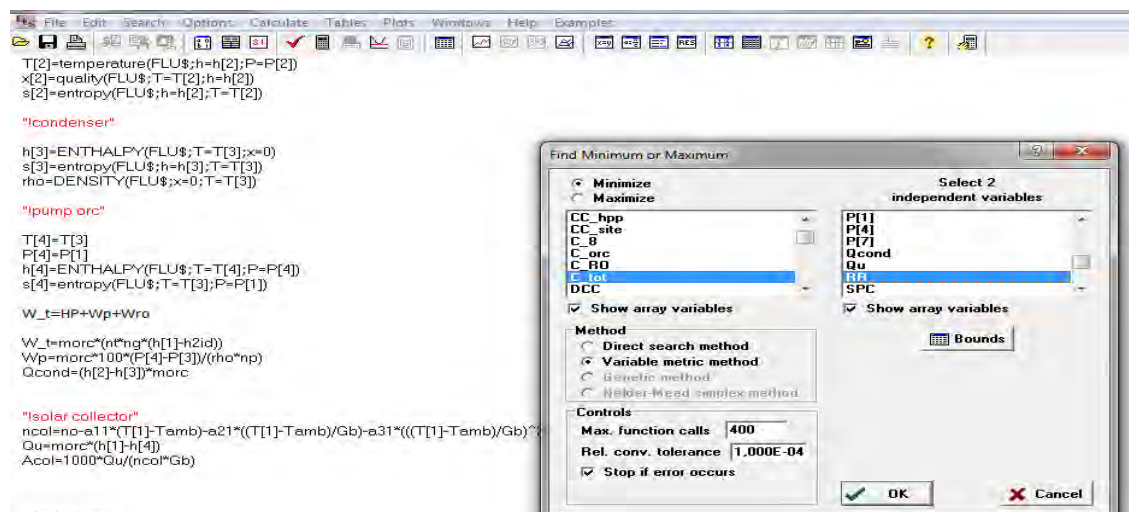 File Edit Search Options Calculate Tables Plots Windows Help Examples
T[2]=temperature(FLU$;h=h[2];P=P[2])
x[2]=quality(FLU$;T=T[2];h=h[2])
s[2]=entropy(FLU$;h=h[2];T=T[2])
"!condenser"
h[3]=ENTHALPY(FLU$;T=T[3];x=0)
s[3]=entropy(FLU$;h=h[3];T=T[3])
rho=DENSITY(FLU$;x=0;T=T[3])
"!pump orc"
T[4]=T[3]
P[4]=P[1]
h[4]=ENTHALPY(FLU$;T=T[4];P=P[4])
s[4]=entropy(FLU$;T=T[3];P=P[1])
W_t=HP+Wp+Wro
W_t=morc*(nt*ng*(h[1]-h2id))
Wp=morc*100*(P[4]-P[3])/(rho*np)
Qcond=(h[2]-h[3])*morc
"!solar collector"
ncol=no-a11*(T[1]-Tamb)-a21*((T[1]-Tamb)/Gb)-a31*(((T[1]-Tamb)/Gb)^
Qu=morc*(h[1]-h[4])
Acol=1000*Qu/(ncol*Gb)
Find Minimum or Maximum
Minimize
Maximize
CC_hpp
CC_site
C_8
C_orc
C_RO
C_tot
DCC
Show array variables
Select 2
independent variables
P[1]
P[4]
P[7]
Qcond
Qu
RR
SPC
Show array variables
Method
Direct search method
Variable metric method
Genetic method
Nelder-Mead simplex method
Bounds
Controls
Max. function calls 400
Rel. conv. tolerance 1,000E-04
Stop if error occurs
OK
Cancel